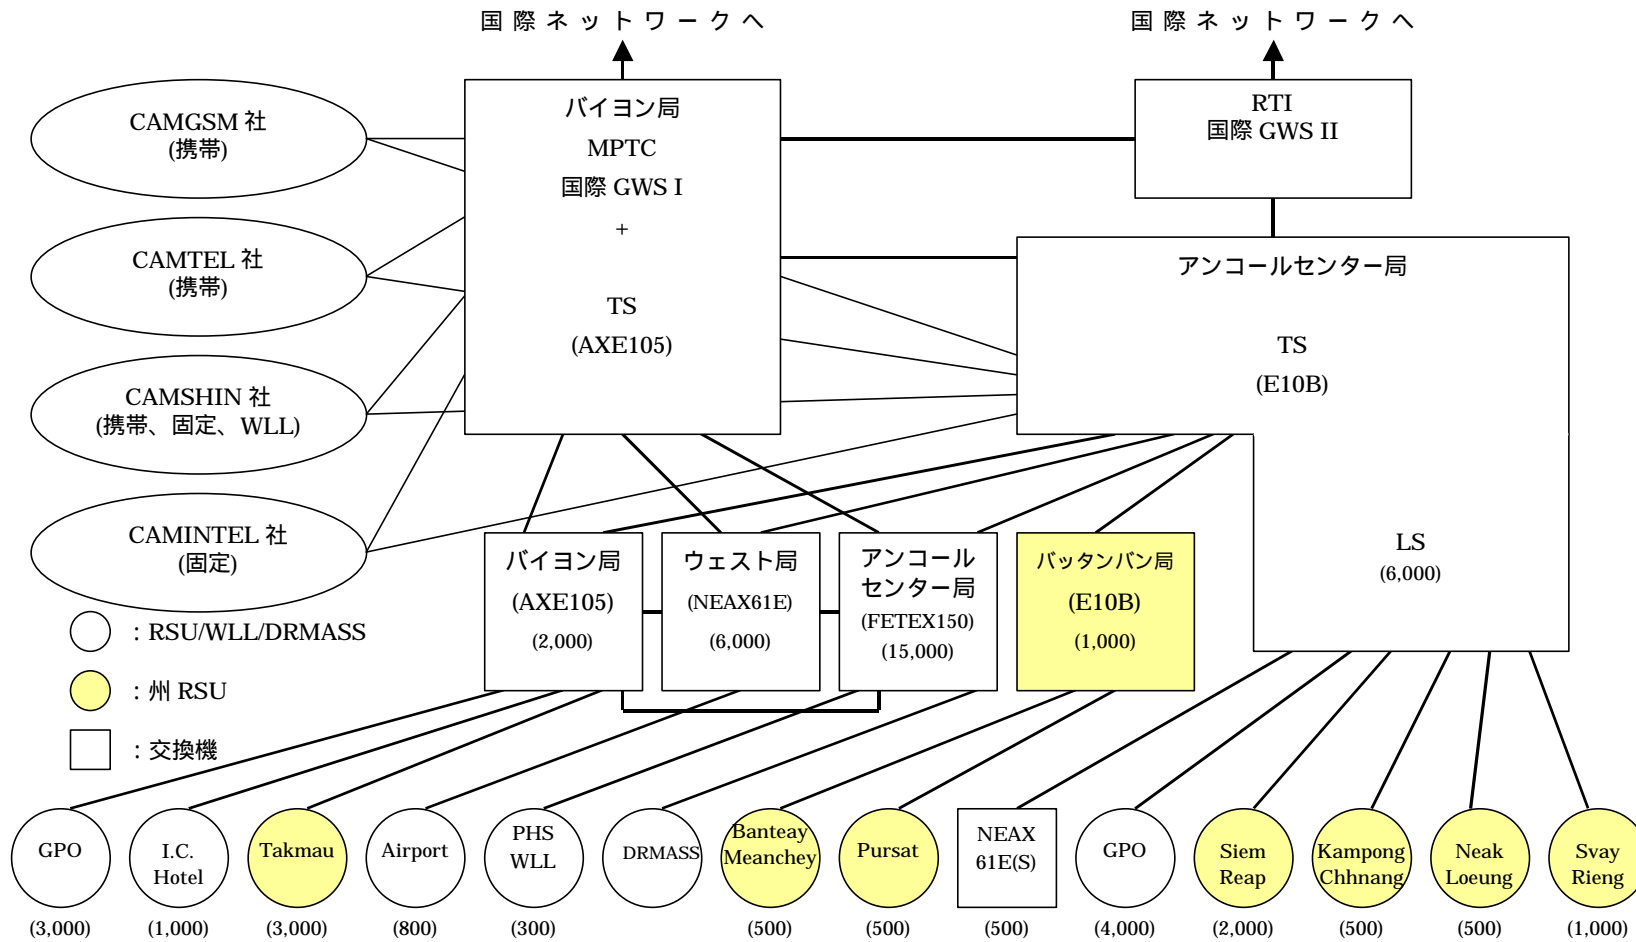 国際ネットワークへ
国際ネットワークへ
CAMGSM 社
(携帯)
CAMTEL 社
(携帯)
CAMSHIN 社
(携帯、固定、WLL)
CAMINTEL 社
(固定)
バイヨン局
MPTC
国際 GWS I
+
TS
(AXE105)
RTI
国際 GWS II
アンコールセンター局
TS
(E10B)
LS
(6,000)
バイヨン局
(AXE105)
(2,000)
ウェスト局
(NEAX61E)
(6,000)
アンコール
センター局
(FETEX150)
(15,000)
バッタンバン局
(E10B)
(1,000)
: RSU/WLL/DRMASS
: 州 RSU
: 交換機
GPO
(3,000)
I.C.
Hotel
(1,000)
Takmau
(3,000)
Airport
(800)
PHS
WLL
(300)
DRMASS
Banteay
Meanchey
(500)
Pursat
(500)
NEAX
61E(S)
(500)
GPO
(4,000)
Siem
Reap
(2,000)
Kampong
Chhnang
(500)
Neak
Loeung
(500)
Svay
Rieng
(1,000)